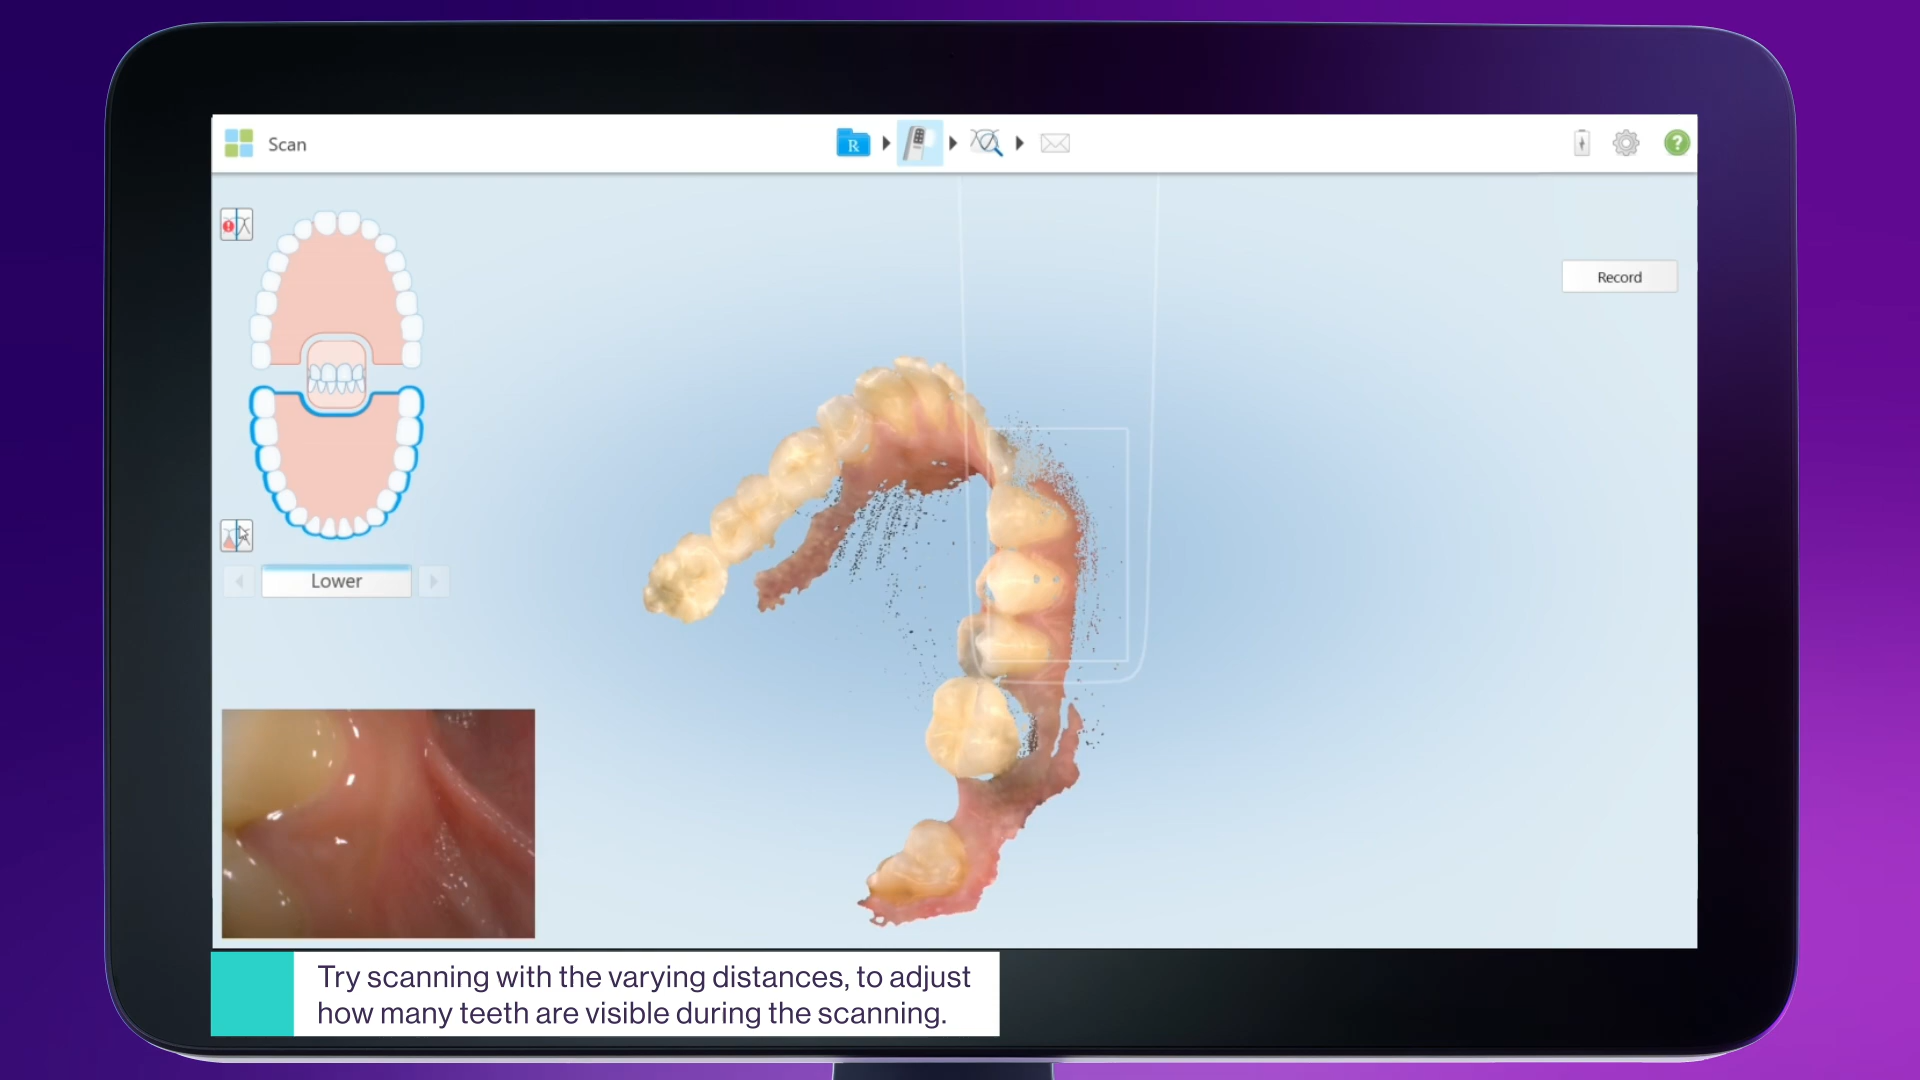 Scan
R
?
Record
Lower
Try scanning with the varying distances, to adjust
how many teeth are visible during the scanning.